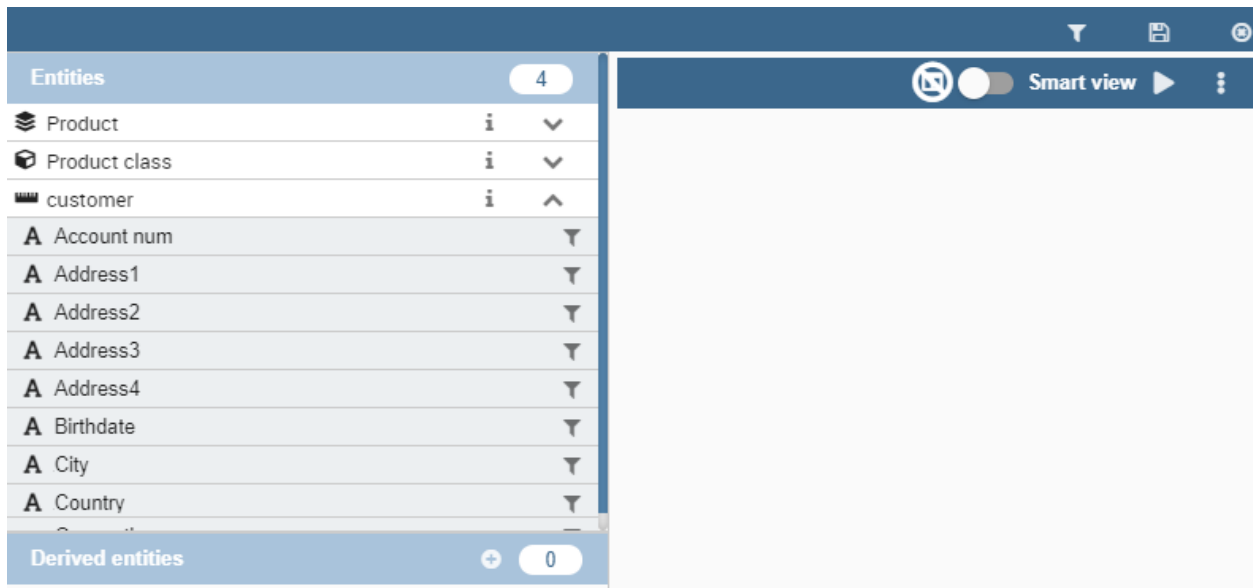 Entities 4
Smart view
Product
Product class
customer
A Account num
A Address1
A Address2
A Address3
A Address4
A Birthdate
A City
A Country
Derived entities 0